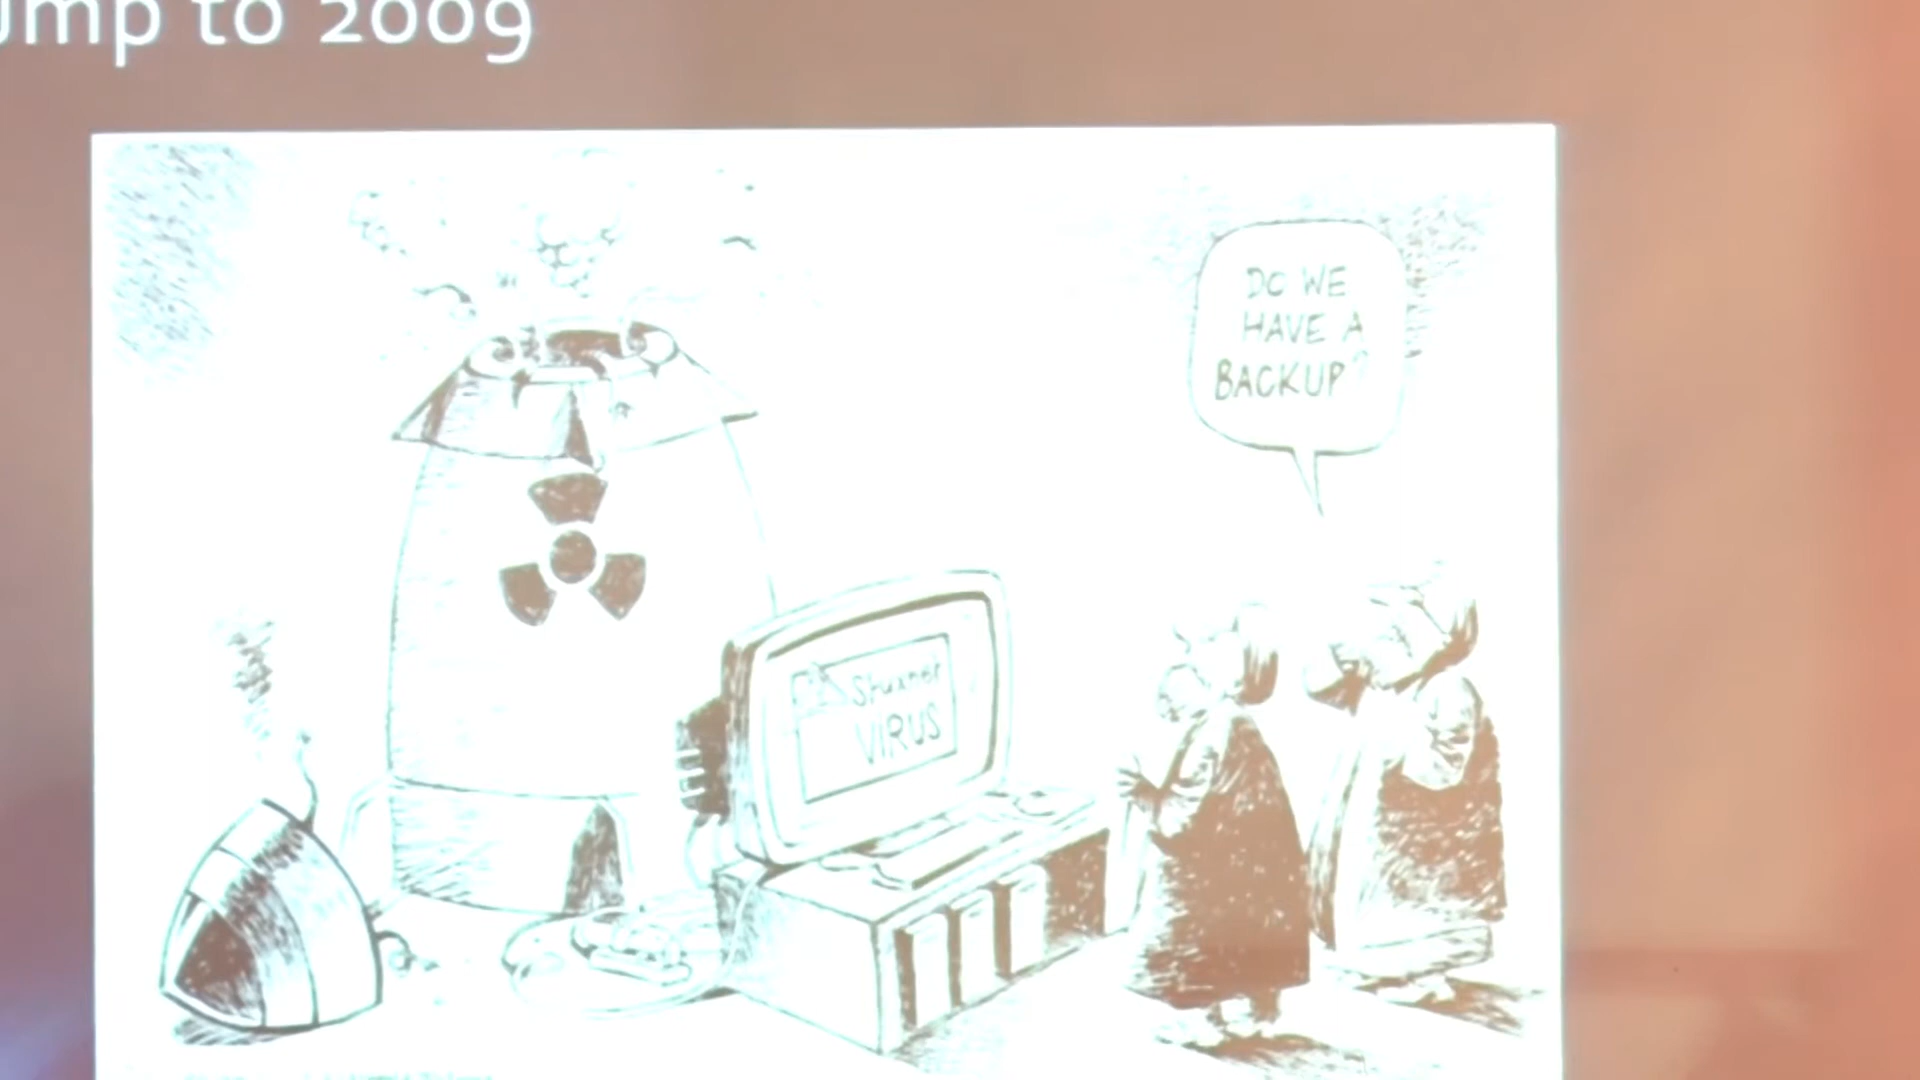 ump to 2009
DO WE
HAVE A
BACKUP?
Stuxnet
VIRUS